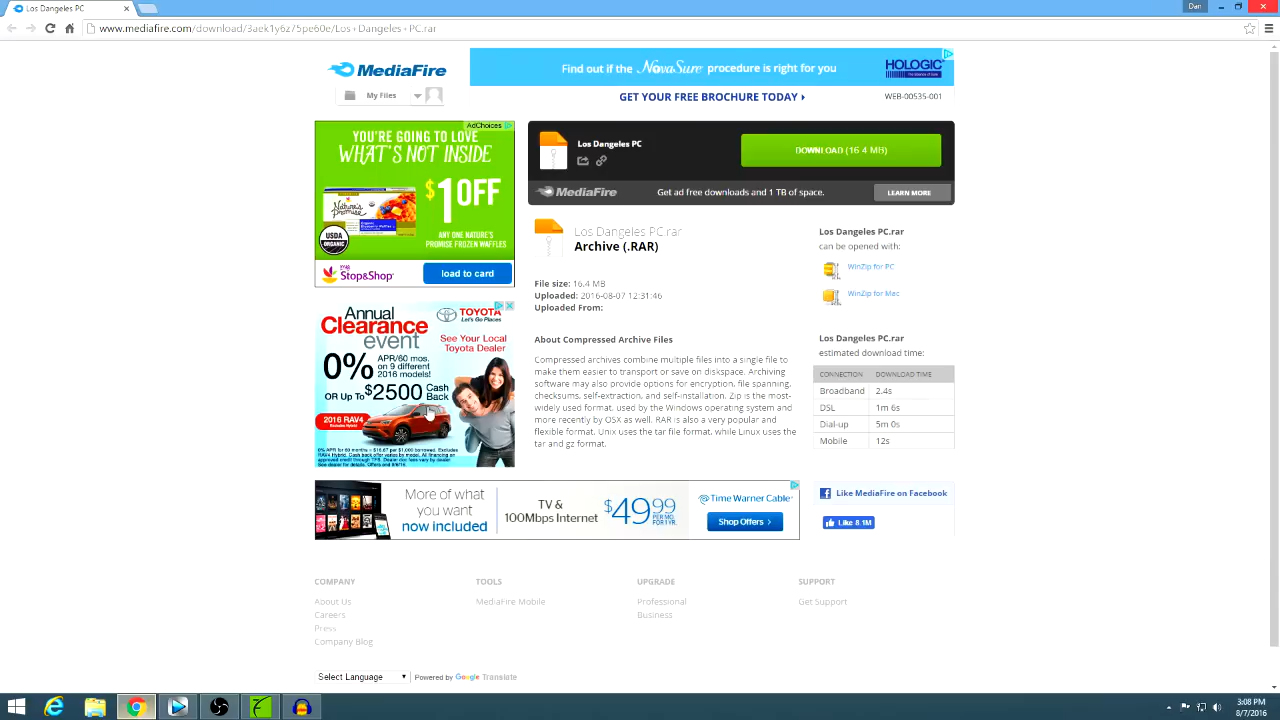 Los Dangeles PC
Dan
www.mediafire.com/download/3aek1y6z75pe60e/Los+Dangeles+PC.rar
MediaFire
My Files
Find out if the NovaSure procedure is right for you
HOLOGIC
GET YOUR FREE BROCHURE TODAY
WEB-00535-001
AdChoices
YOU'RE GOING TO LOVE
WHAT'S NOT INSIDE
$1 OFF
Nature's Promise
USDA
ORGANIC
ANY ONE NATURE'S
PROMISE FROZEN WAFFLES
Stop&Shop
load to card
Los Dangeles PC
DOWNLOAD (16.4 MB)
MediaFire
Get ad free downloads and 1 TB of space.
LEARN MORE
Los Dangeles PC.rar
Archive (.RAR)
File size: 16.4 MB
Uploaded: 2016-08-07 12:31:46
Uploaded From:
About Compressed Archive Files
Compressed archives combine multiple files into a single file to
make them easier to transport or save on diskspace. Archiving
software may also provide options for encryption, file spanning,
checksums, self-extraction, and self-installation. Zip is the most-
widely used format, used by the Windows operating system and
more recently by OSX as well. RAR is also a very popular and
flexible format. Unix uses the tar file format, while Linux uses the
tar and gz format.
Los Dangeles PC.rar
can be opened with:
WinZip for PC
WinZip for Mac
Los Dangeles PC.rar
estimated download time:
CONNECTION DOWNLOAD TIME
Broadband 2.4s
DSL 1m 6s
Dial-up 5m 0s
Mobile 12s
Annual
Clearance
event
TOYOTA
Let's Go Places
See Your Local
Toyota Dealer
0% APR/60 mos.
on 9 different
2016 models!
OR Up To $2500 Cash
Back
2016 RAV4
More of what
you want
now included
TV &
100Mbps Internet
$49.99
PER MO.
FOR 1 YR.
Time Warner Cable
Shop Offers
Like MediaFire on Facebook
Like 8.1M
COMPANY
About Us
Careers
Press
Company Blog
TOOLS
MediaFire Mobile
UPGRADE
Professional
Business
SUPPORT
Get Support
Select Language
Powered by Google Translate
3:08 PM
8/7/2016